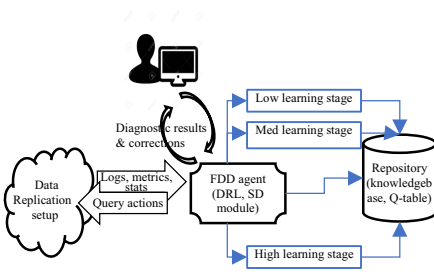 Low learning stage
Diagnostic results
& corrections
Med learning stage
Data
Replication
setup
Logs, metrics,
stats
Query actions
FDD agent
(DRL, SD
module)
Repository
(knowledgeb
ase, Q-table)
High learning stage